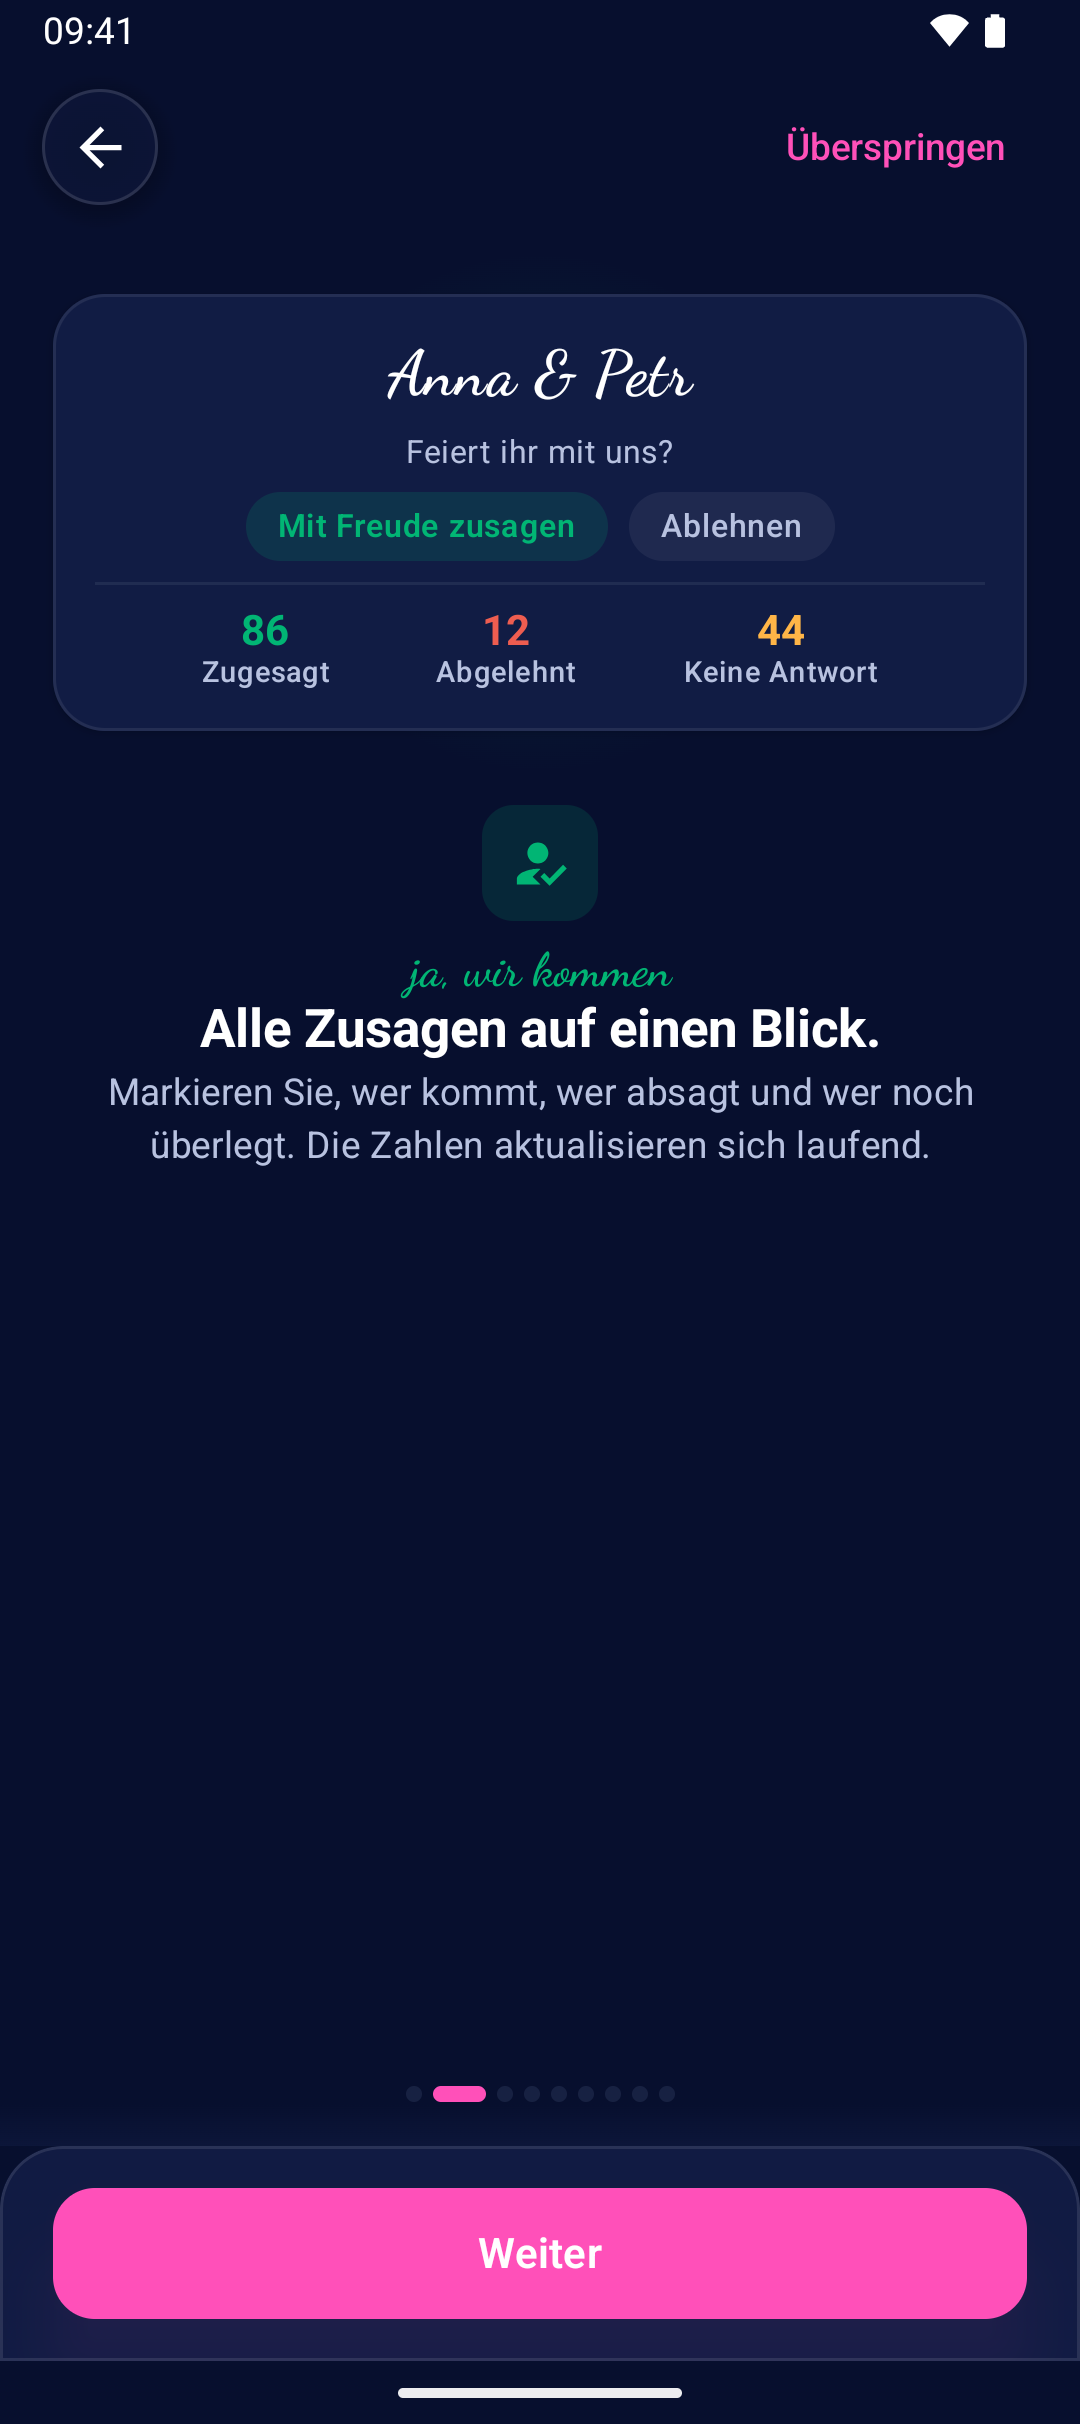 09:41
Überspringen
Anna & Petr
Feiert ihr mit uns?
Mit Freude zusagen
Ablehnen
86
12
44
Zugesagt
Abgelehnt
Keine Antwort
ja, wir kommen
Alle Zusagen auf einen Blick.
Markieren Sie, wer kommt, wer absagt und wer noch
überlegt. Die Zahlen aktualisieren sich laufend.
Weiter